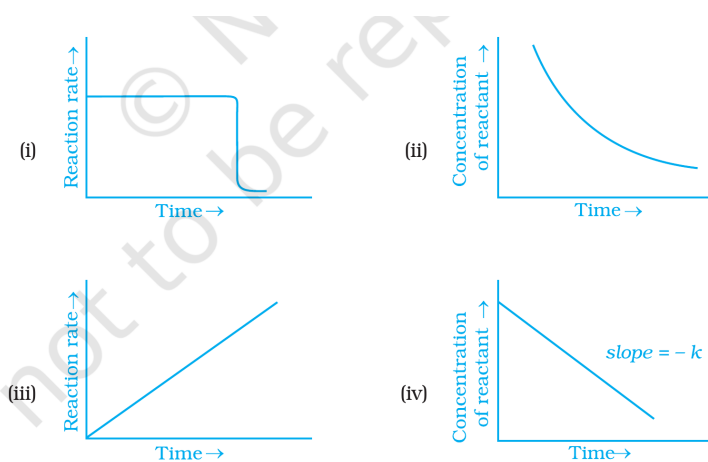 © N
not to be rep
(i)
Reaction rate →
Time →
(ii)
Concentration
of reactant →
Time →
(iii)
Reaction rate →
Time →
(iv)
Concentration
of reactant →
slope = – k
Time→